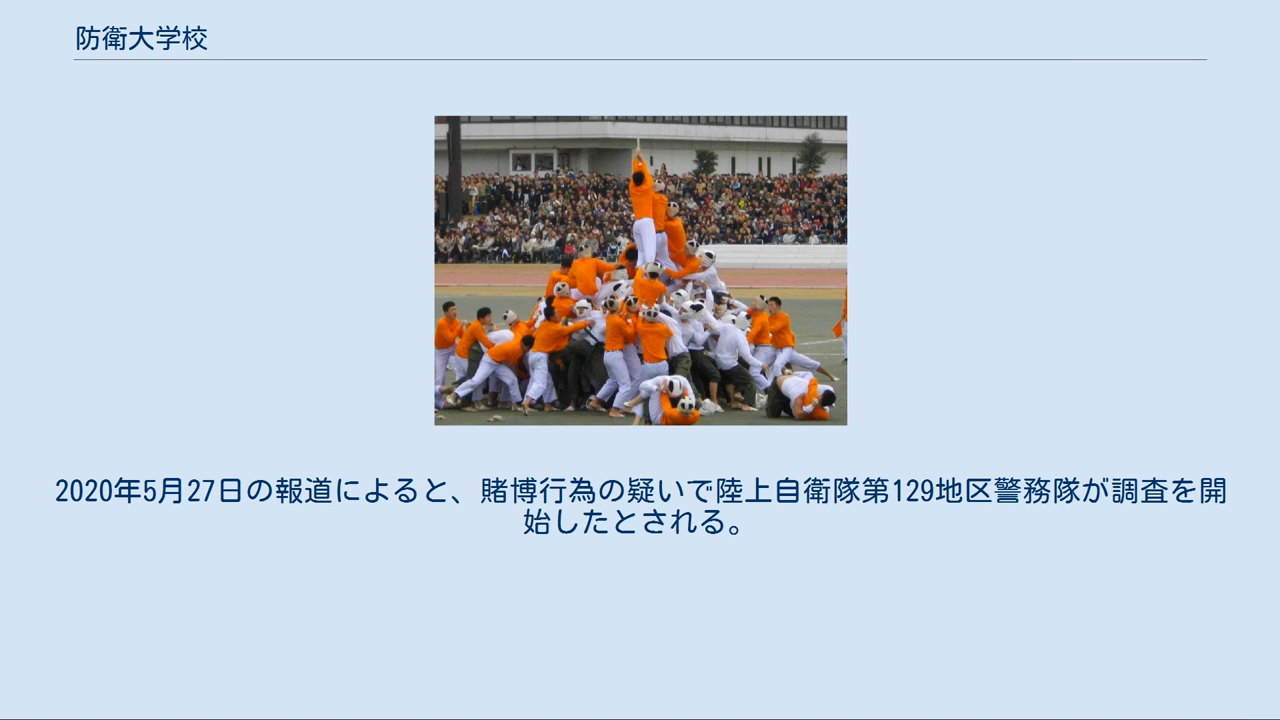 防衛大学校
2020年5月27日の報道によると、賭博行為の疑いで陸上自衛隊第129地区警務隊が調査を開
始したとされる。